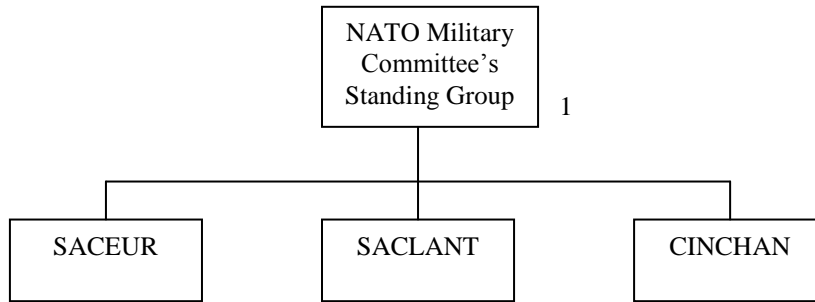 NATO Military
Committee’s
Standing Group
1
SACEUR
SACLANT
CINCHAN